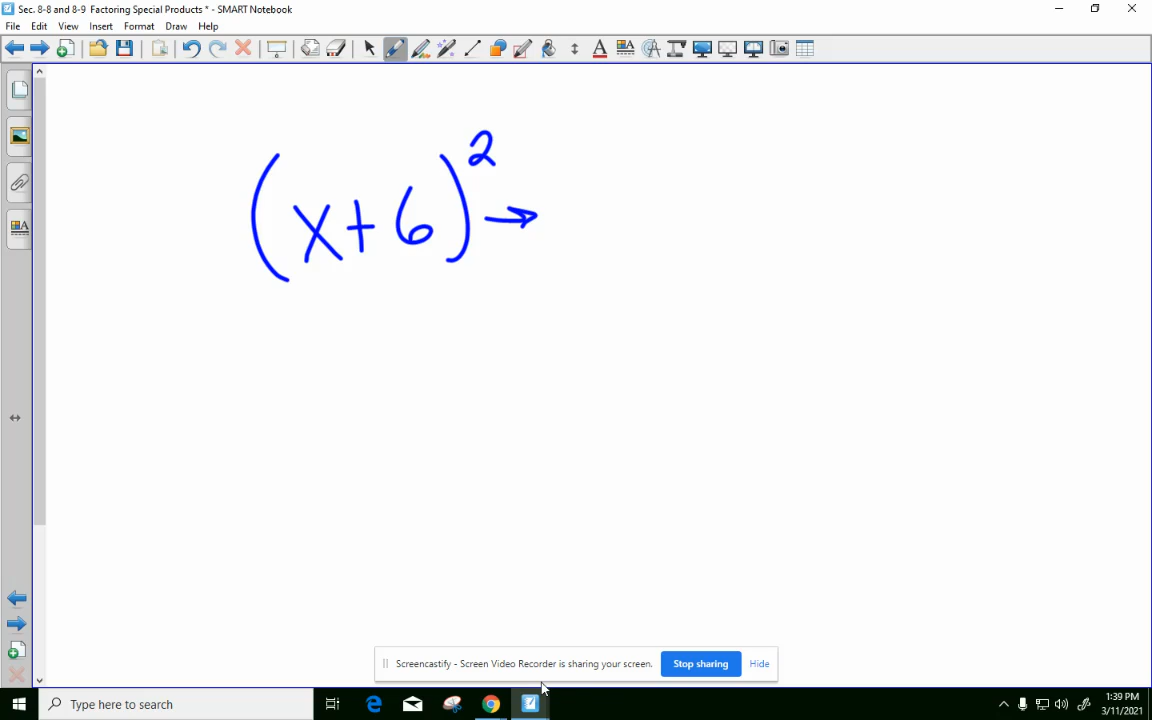 Sec. 8-8 and 8-9 Factoring Special Products * - SMART Notebook
File Edit View Insert Format Draw Help
(x+6)² →
Screencastify - Screen Video Recorder is sharing your screen. Stop sharing Hide
Type here to search
1:39 PM
3/11/2021